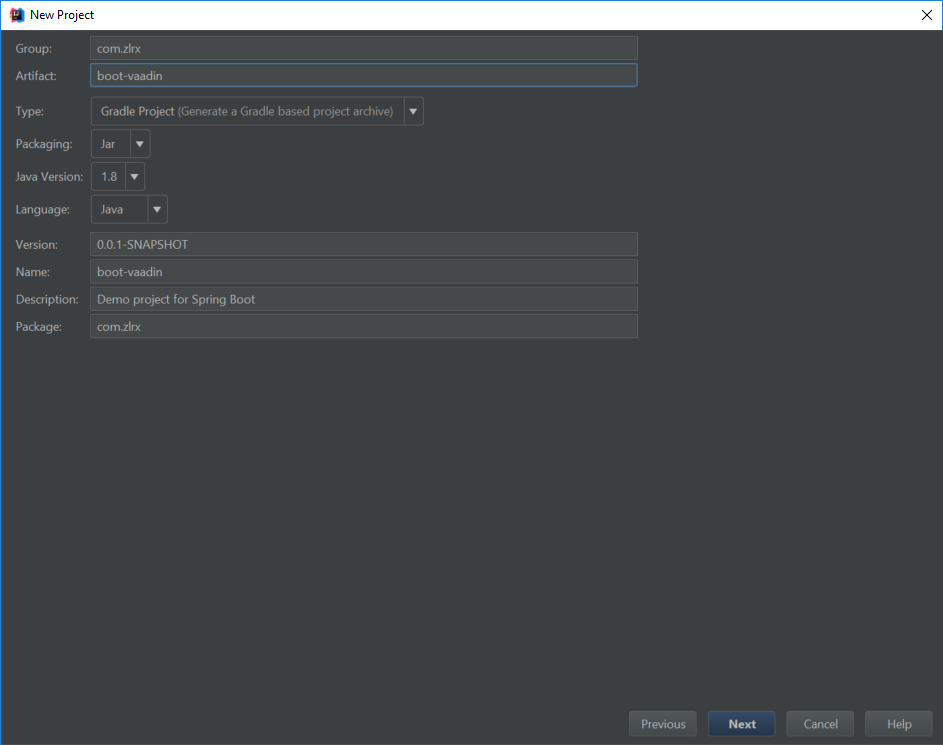 New Project
Group: com.zlrx
Artifact: boot-vaadin
Type: Gradle Project (Generate a Gradle based project archive)
Packaging: Jar
Java Version: 1.8
Language: Java
Version: 0.0.1-SNAPSHOT
Name: boot-vaadin
Description: Demo project for Spring Boot
Package: com.zlrx
Previous Next Cancel Help